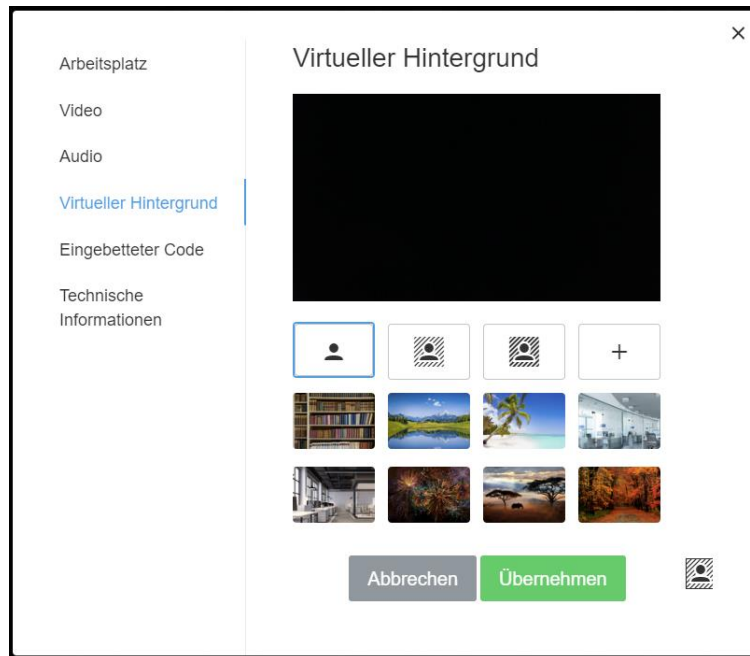 Arbeitsplatz
Video
Audio
Virtueller Hintergrund
Eingebetteter Code
Technische
Informationen
Virtueller Hintergrund
Abbrechen
Übernehmen